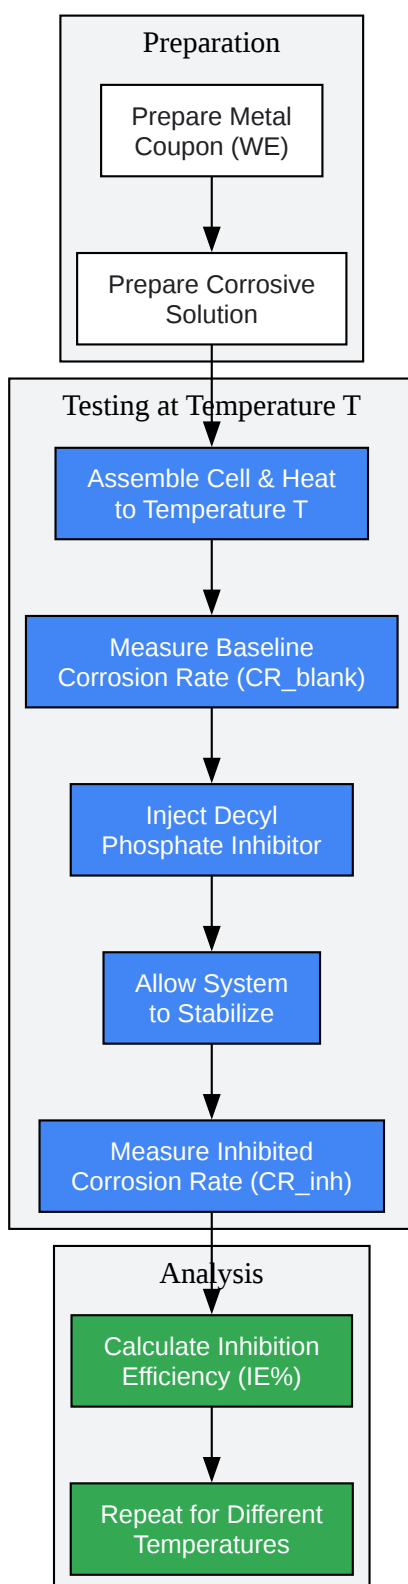 Preparation
Prepare Metal
Coupon (WE)
Prepare Corrosive
Solution
Testing at Temperature T
Assemble Cell & Heat
to Temperature T
Measure Baseline
Corrosion Rate (CR_blank)
Inject Decyl
Phosphate Inhibitor
Allow System
to Stabilize
Measure Inhibited
Corrosion Rate (CR_inh)
Analysis
Calculate Inhibition
Efficiency (IE%)
Repeat for Different
Temperatures